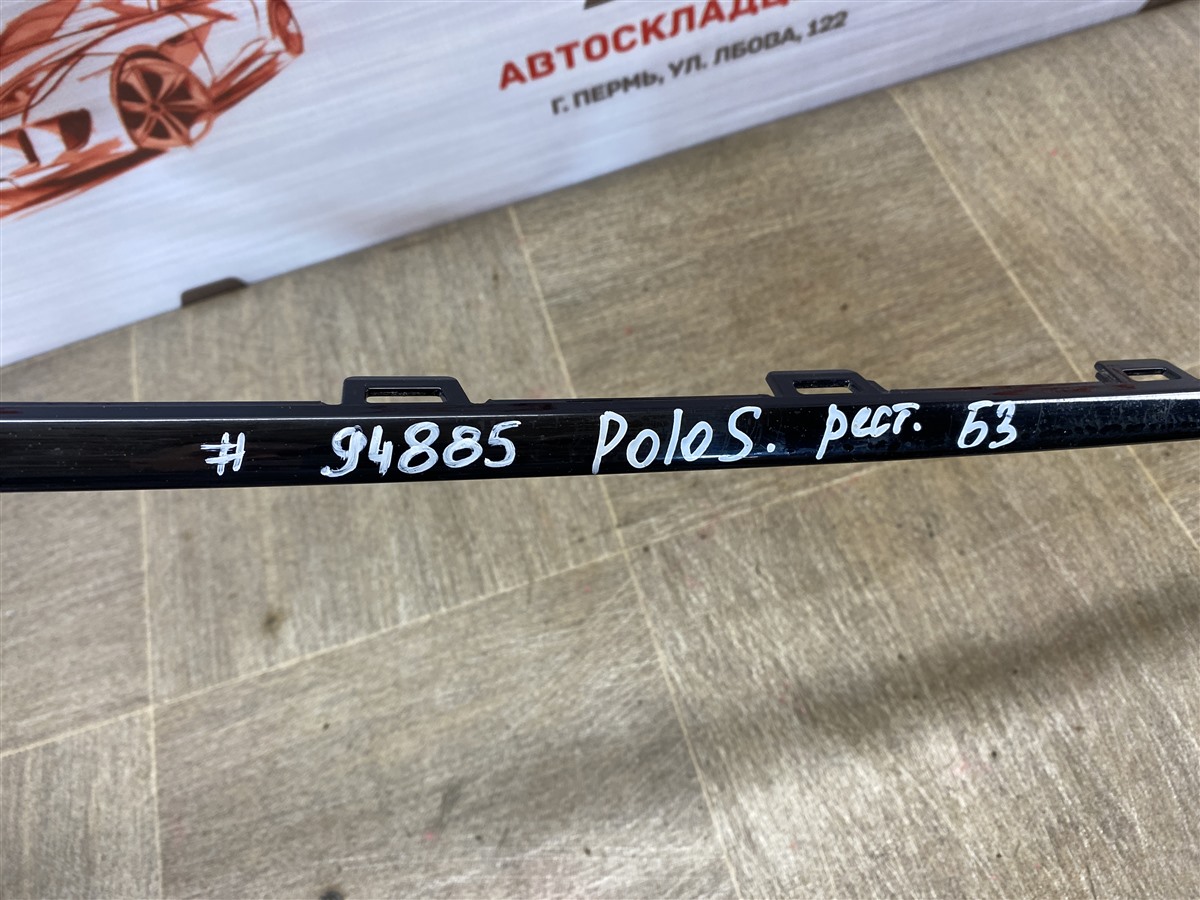 АВТОСКЛАДЦ
Г. ПЕРМЬ, УЛ. ЛБОВА, 122
# 94885 PoloS. рест. Б3